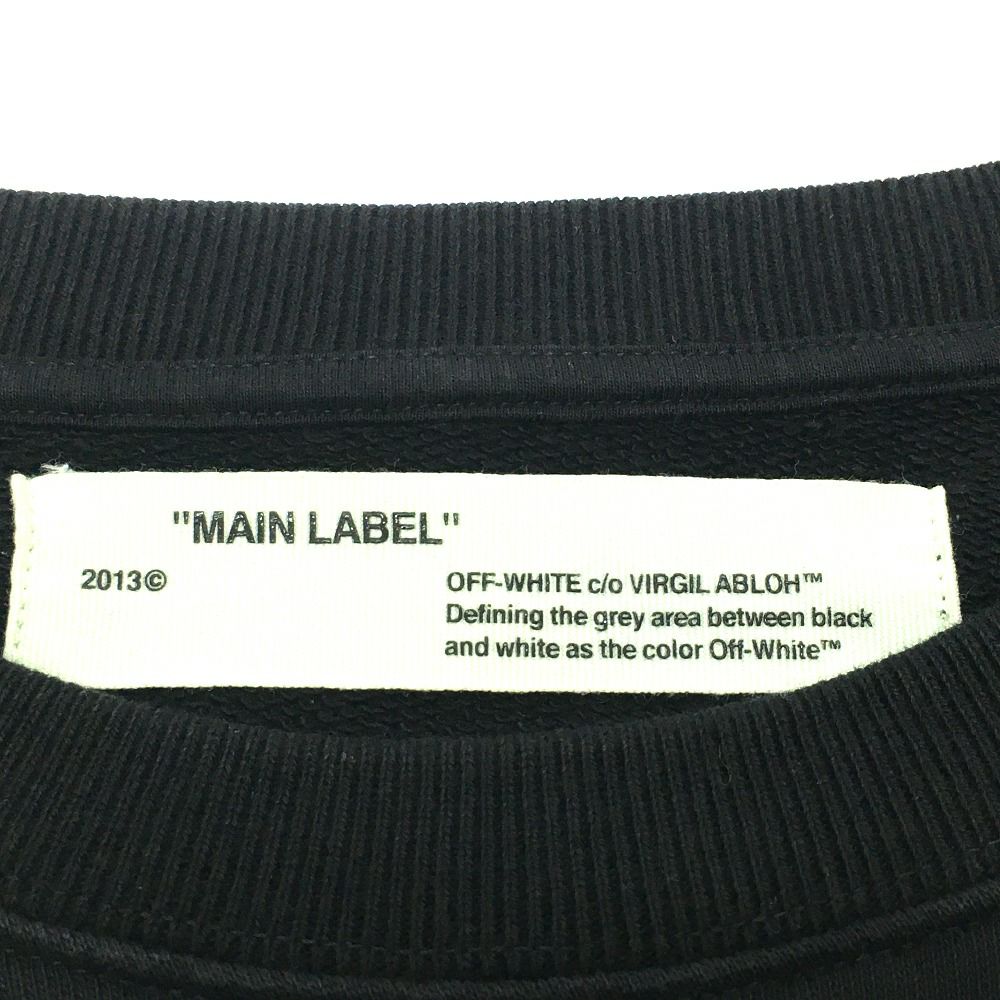 "MAIN LABEL"
2013©
OFF-WHITE c/o VIRGIL ABLOH™
Defining the grey area between black
and white as the color Off-White™